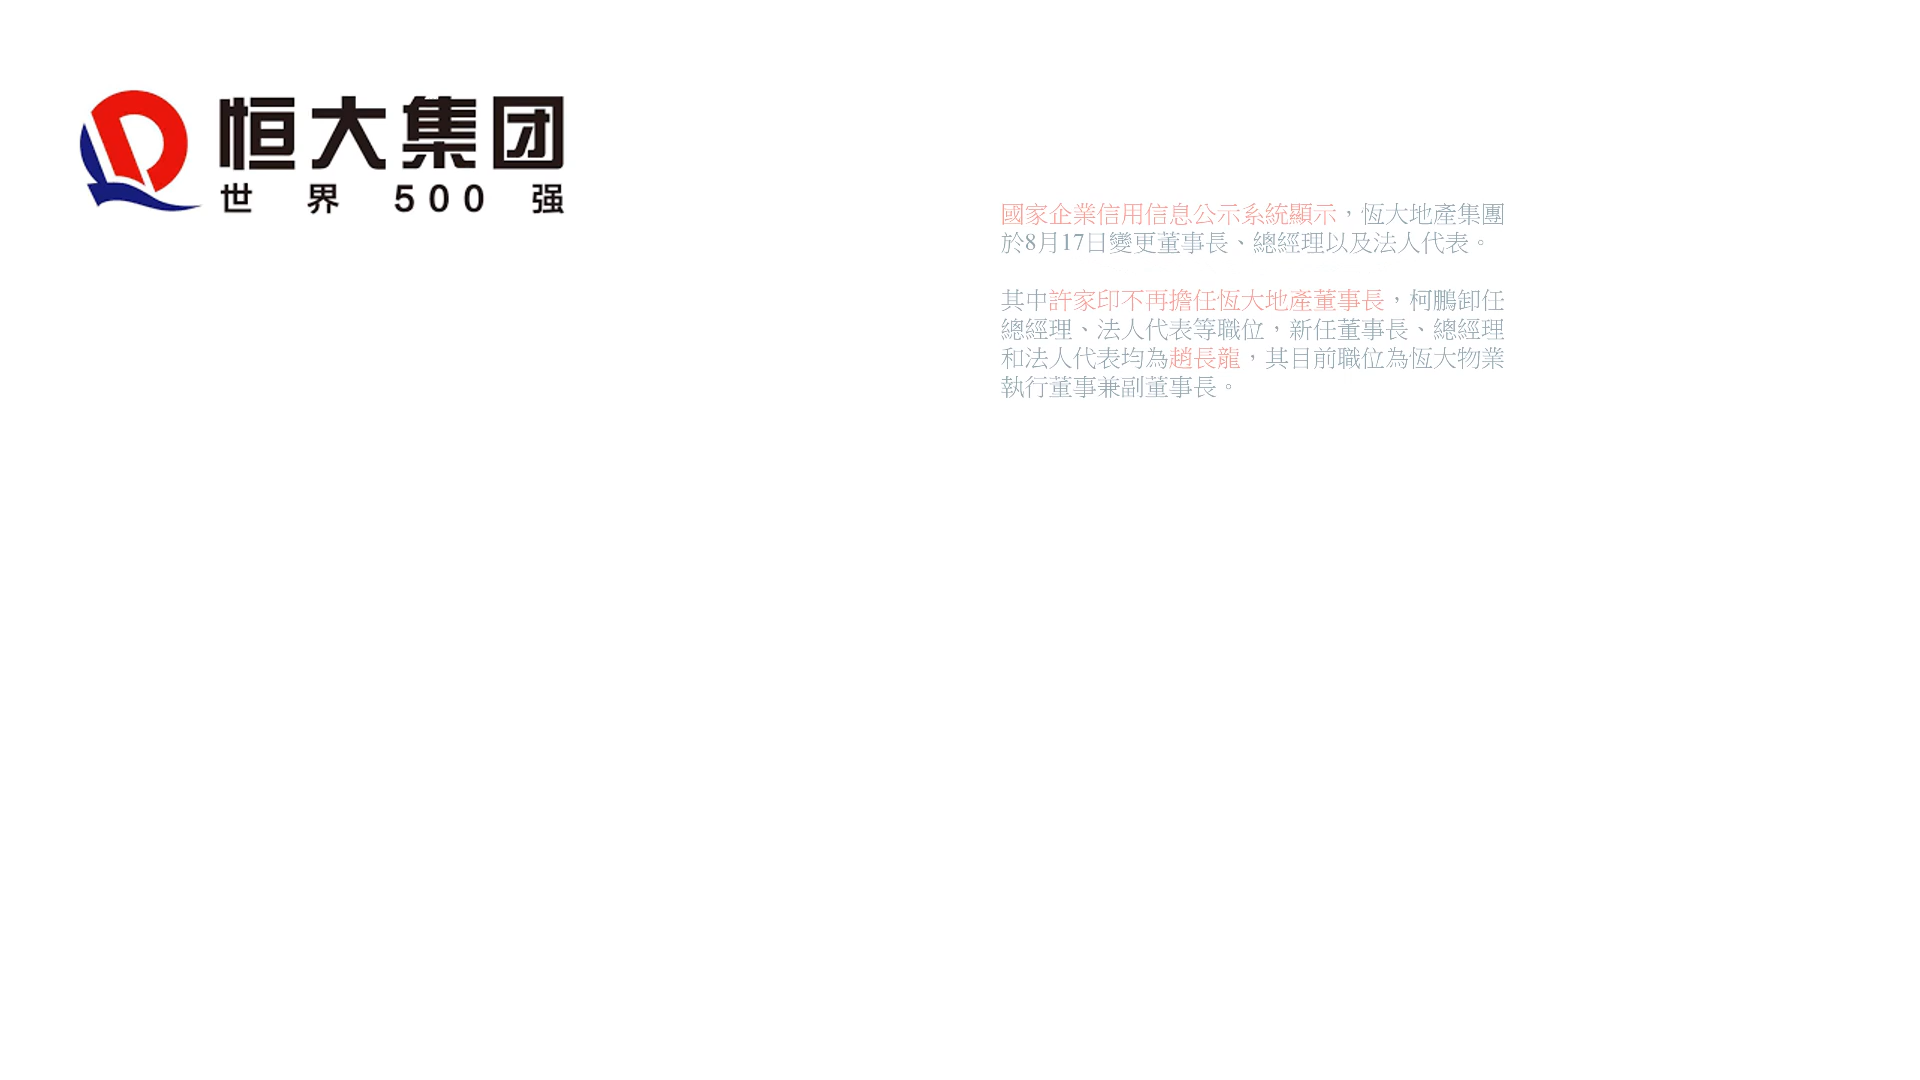 恒大集团
世界500强
國家企業信用信息公示系統顯示，恆大地產集團
於8月17日變更董事長、總經理以及法人代表。
其中許家印不再擔任恆大地產董事長，柯鵬卸任
總經理、法人代表等職位，新任董事長、總經理
和法人代表均為趙長龍，其目前職位為恆大物業
執行董事兼副董事長。